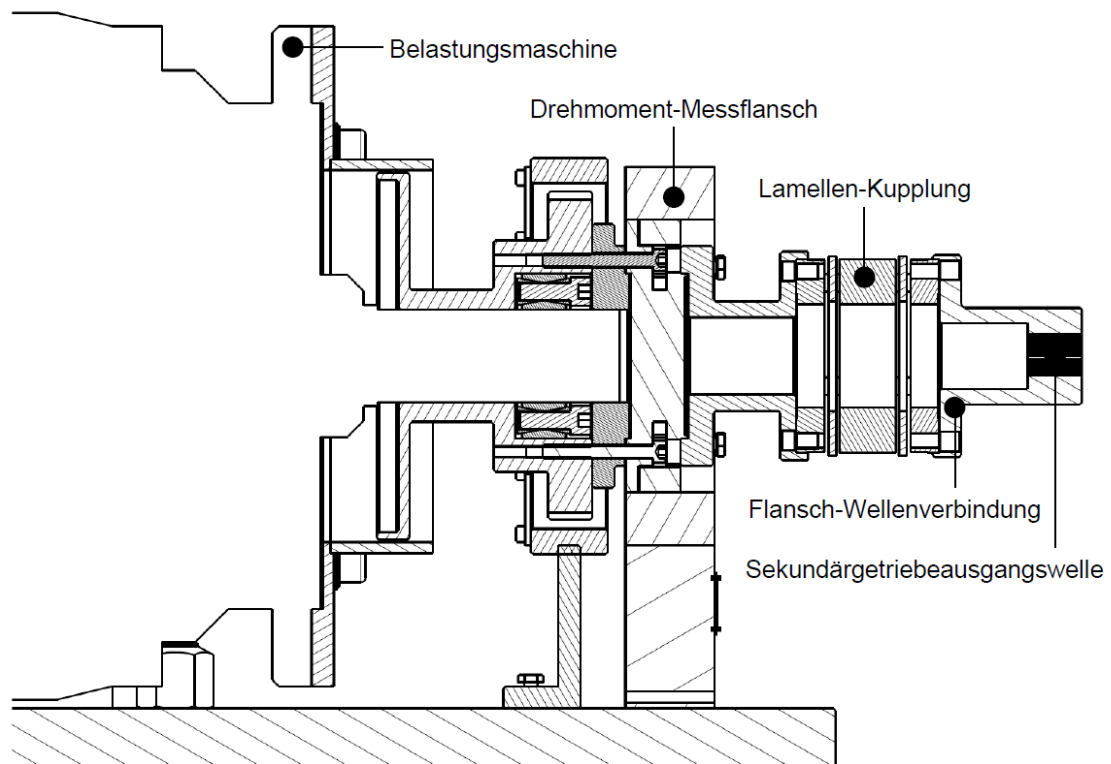 Belastungsmaschine
Drehmoment-Messflansch
Lamellen-Kupplung
Flansch-Wellenverbindung
Sekundärgetriebeausgangswelle